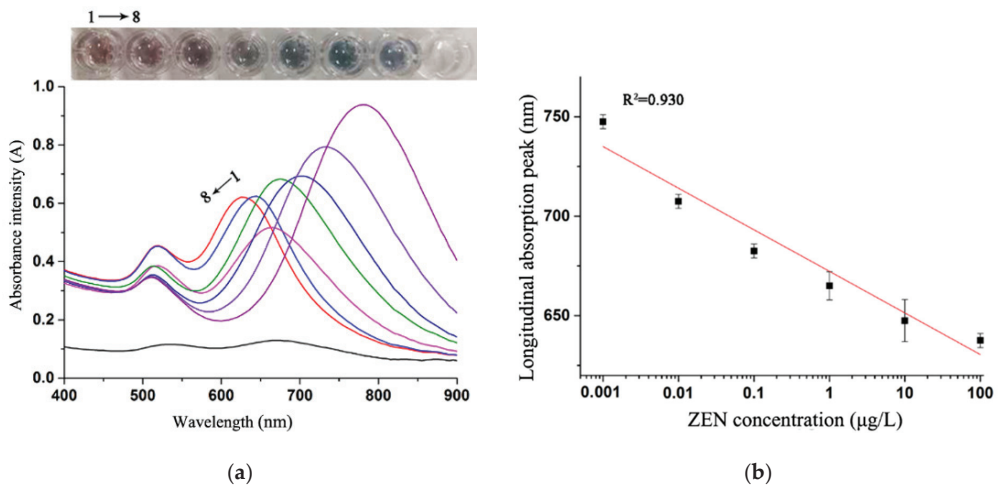 1 → 8
1.0
0.8
0.6
0.4
0.2
0.0
Absorbance intensity (A)
8 ← 1
400 500 600 700 800 900
Wavelength (nm)
(a)
R²=0.930
750
700
650
Longitudinal absorption peak (nm)
0.001 0.01 0.1 1 10 100
ZEN concentration (µg/L)
(b)